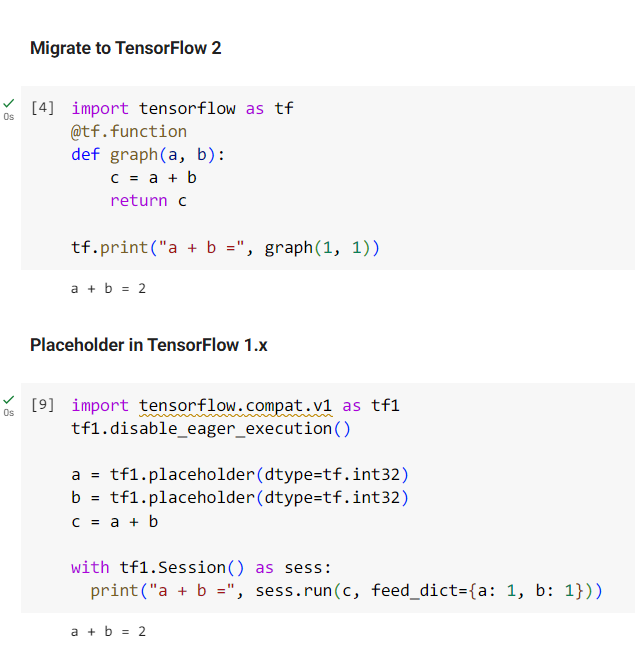 Migrate to TensorFlow 2
0s [4] import tensorflow as tf
@tf.function
def graph(a, b):
    c = a + b
    return c
tf.print("a + b =", graph(1, 1))
a + b = 2
Placeholder in TensorFlow 1.x
0s [9] import tensorflow.compat.v1 as tf1
tf1.disable_eager_execution()
a = tf1.placeholder(dtype=tf.int32)
b = tf1.placeholder(dtype=tf.int32)
c = a + b
with tf1.Session() as sess:
  print("a + b =", sess.run(c, feed_dict={a: 1, b: 1}))
a + b = 2